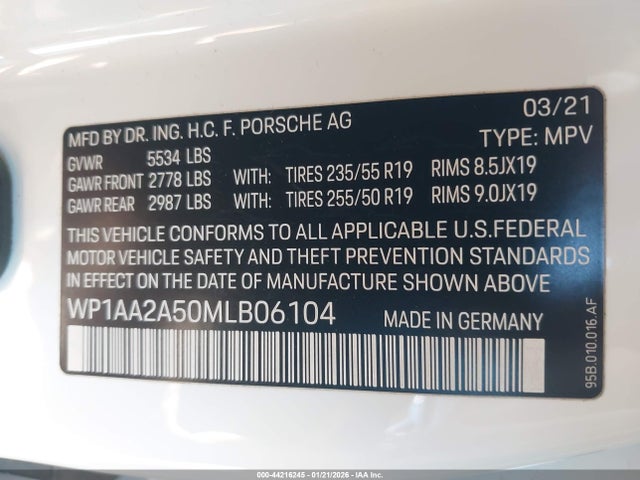 MFD BY DR. ING. H.C. F. PORSCHE AG 03/21
GVWR 5534 LBS TYPE: MPV
GAWR FRONT 2778 LBS WITH: TIRES 235/55 R19 RIMS 8.5JX19
GAWR REAR 2987 LBS WITH: TIRES 255/50 R19 RIMS 9.0JX19
THIS VEHICLE CONFORMS TO ALL APPLICABLE U.S.FEDERAL
MOTOR VEHICLE SAFETY AND THEFT PREVENTION STANDARDS
IN EFFECT ON THE DATE OF MANUFACTURE SHOWN ABOVE
WP1AA2A50MLB06104 MADE IN GERMANY
95B.010.016.AF
000-44216245 - 01/21/2026 - IAA Inc.